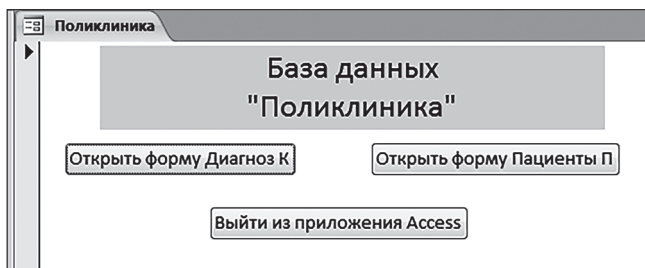 Поликлиника
База данных
"Поликлиника"
Открыть форму Диагноз К
Открыть форму Пациенты П
Выйти из приложения Access